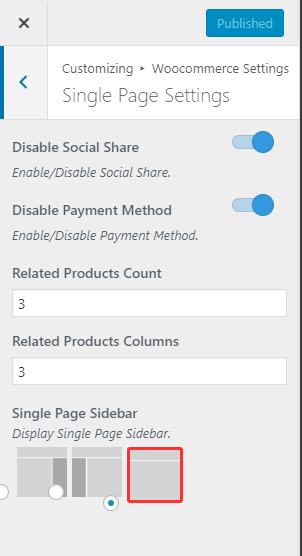 Published
Customizing ▸ Woocommerce Settings
Single Page Settings
Disable Social Share
Enable/Disable Social Share.
Disable Payment Method
Enable/Disable Payment Method.
Related Products Count
3
Related Products Columns
3
Single Page Sidebar
Display Single Page Sidebar.